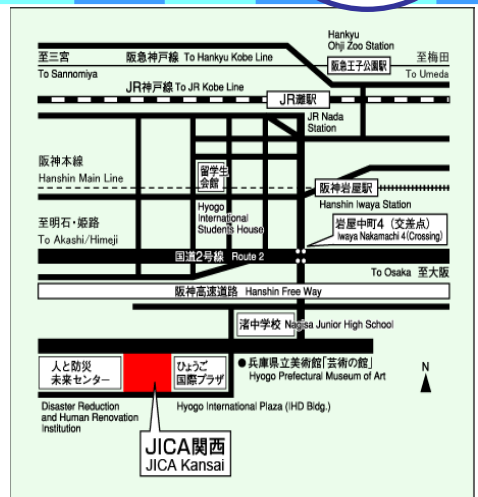 Hankyu
Ohji Zoo Station
至三宮
阪急神戸線 To Hankyu Kobe Line
阪急王子公園駅
至梅田
To Sannomiya
To Umeda
JR神戸線 To JR Kobe Line
JR灘駅
JR Nada
Station
阪神本線
Hanshin Main Line
留学生
会館
阪神岩屋駅
Hanshin Iwaya Station
Hyogo
International
Students House
至明石・姫路
To Akashi/Himeji
岩屋中町4（交差点）
Iwaya Nakamachi 4(Crossing)
国道2号線 Route 2
To Osaka 至大阪
阪神高速道路 Hanshin Free Way
渚中学校 Nagisa Junior High School
人と防災
未来センター
ひょうご
国際プラザ
●兵庫県立美術館「芸術の館」
Hyogo Prefectural Museum of Art
N
Disaster Reduction
and Human Renovation
Institution
Hyogo International Plaza (IHD Bldg.)
JICA関西
JICA Kansai